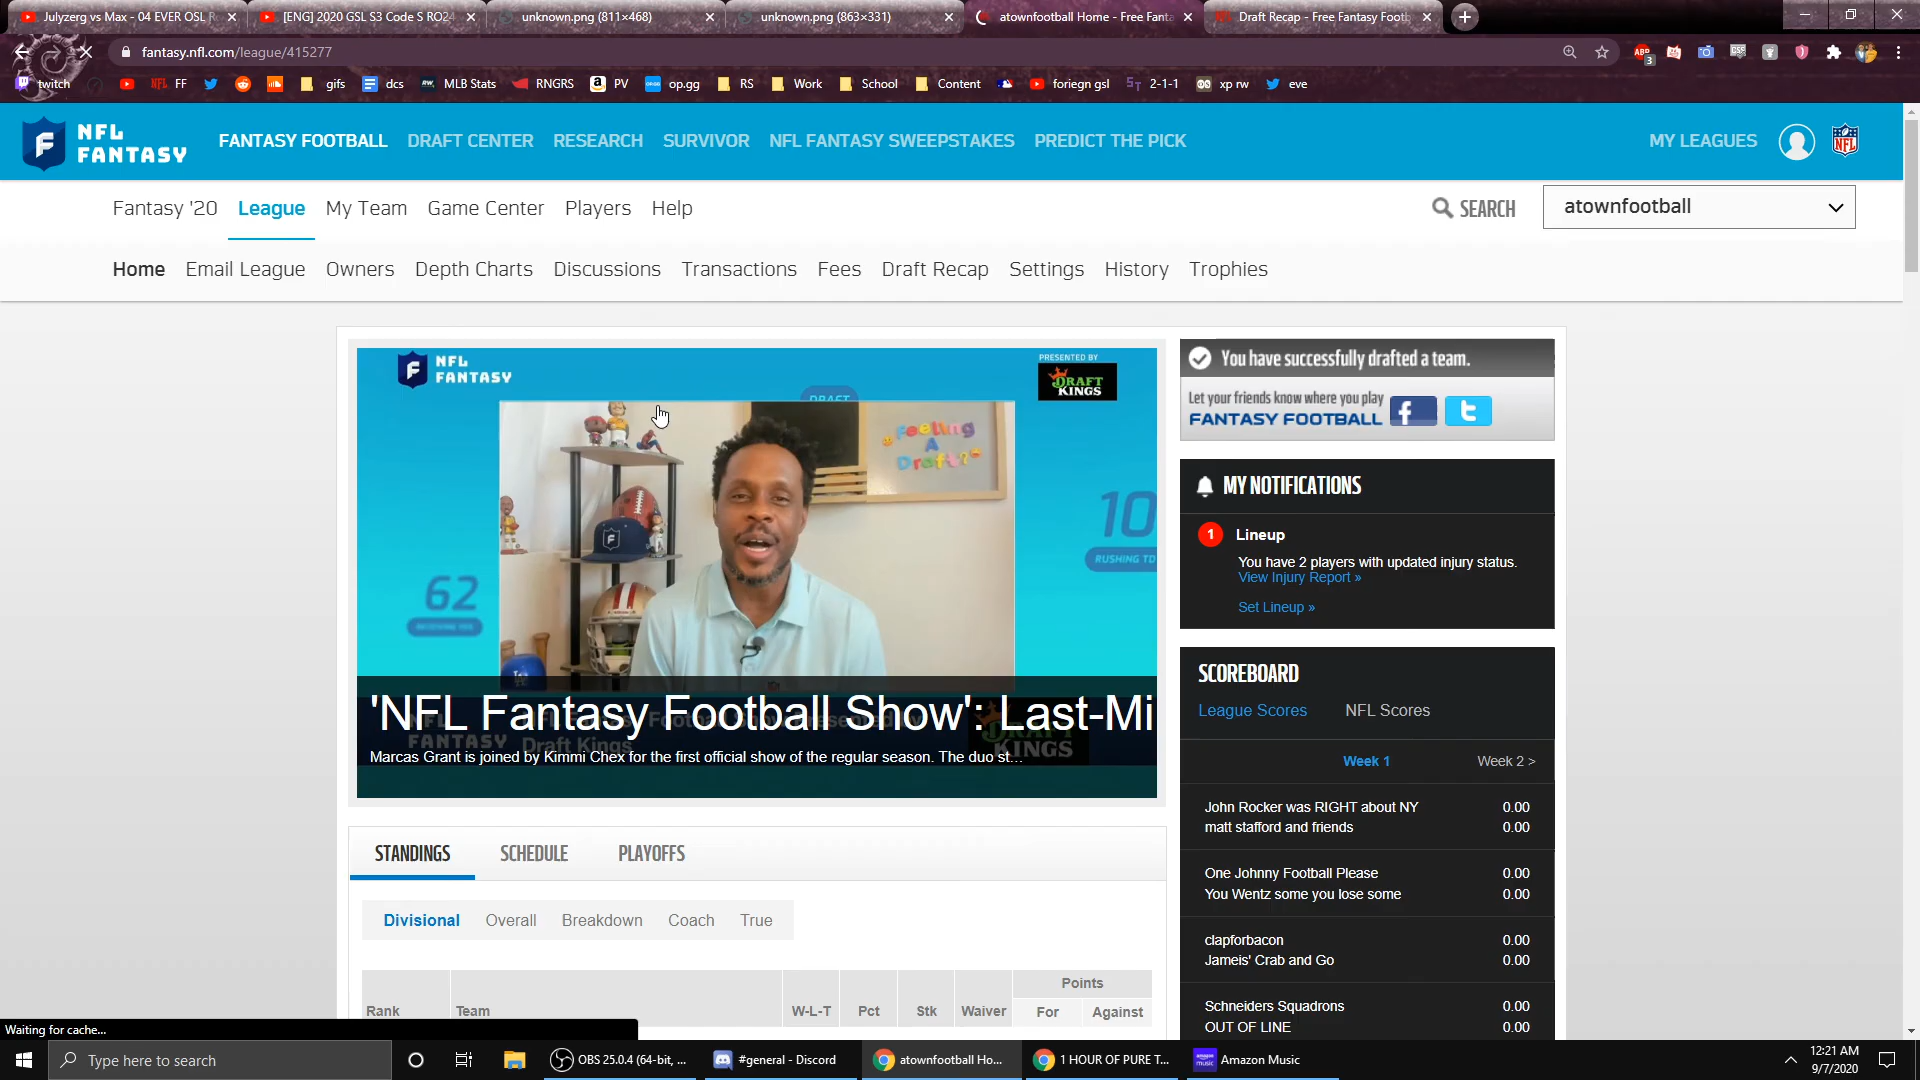 Julyzerg vs Max - 04 EVER OSL R
[ENG] 2020 GSL S3 Code S RO24
unknown.png (811×468)
unknown.png (863×331)
atownfootball Home - Free Fanta
Draft Recap - Free Fantasy Footb
fantasy.nfl.com/league/415277
ABP
3
twitch
NFL FF
gifs
dcs
MLB Stats
RNGRS
PV
op.gg
RS
Work
School
Content
foriegn gsl
2-1-1
xp rw
eve
NFL
FANTASY
FANTASY FOOTBALL
DRAFT CENTER
RESEARCH
SURVIVOR
NFL FANTASY SWEEPSTAKES
PREDICT THE PICK
MY LEAGUES
NFL
Fantasy '20
League
My Team
Game Center
Players
Help
SEARCH
atownfootball
Home
Email League
Owners
Depth Charts
Discussions
Transactions
Fees
Draft Recap
Settings
History
Trophies
NFL
FANTASY
PRESENTED BY
DRAFT
KINGS
DRAFT
Feeling
A
Draft?
62
RECEIVING YDS
10
RUSHING TD
'NFL Fantasy Football Show': Last-Mi
Marcas Grant is joined by Kimmi Chex for the first official show of the regular season. The duo st...
You have successfully drafted a team.
Let your friends know where you play
FANTASY FOOTBALL
MY NOTIFICATIONS
1
Lineup
You have 2 players with updated injury status.
View Injury Report »
Set Lineup »
SCOREBOARD
League Scores
NFL Scores
Week 1
Week 2 >
John Rocker was RIGHT about NY 0.00
matt stafford and friends 0.00
One Johnny Football Please 0.00
You Wentz some you lose some 0.00
clapforbacon 0.00
Jameis' Crab and Go 0.00
Schneiders Squadrons 0.00
OUT OF LINE 0.00
STANDINGS
SCHEDULE
PLAYOFFS
Divisional
Overall
Breakdown
Coach
True
Points
Rank
Team
W-L-T
Pct
Stk
Waiver
For
Against
Waiting for cache...
Type here to search
OBS 25.0.4 (64-bit, ...
#general - Discord
atownfootball Ho...
1 HOUR OF PURE T...
Amazon Music
12:21 AM
9/7/2020